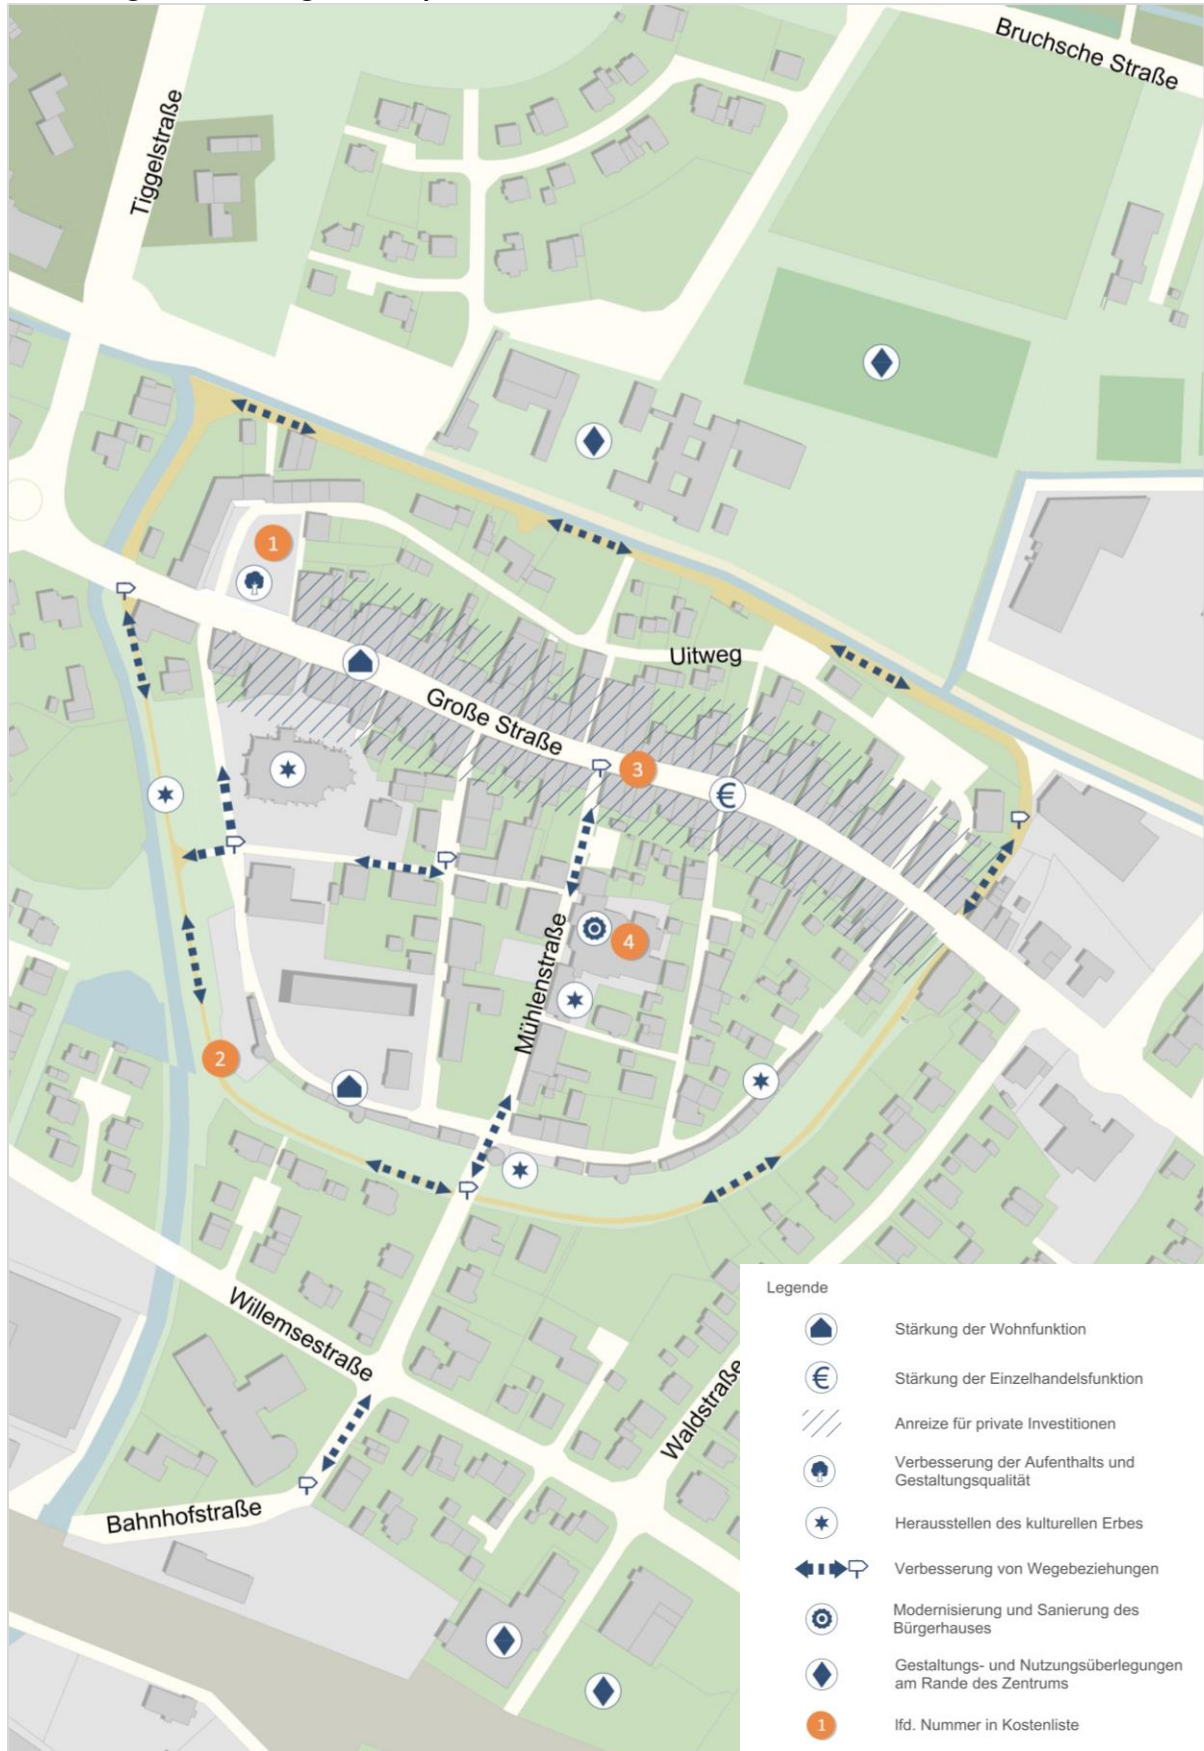 Bruchsche Straße
Tiggelstraße
1
Uitweg
Große Straße
3
€
4
Mühlenstraße
2
Willemsestraße
Waldstraße
Bahnhofstraße
Legende
Stärkung der Wohnfunktion
€ Stärkung der Einzelhandelsfunktion
Anreize für private Investitionen
Verbesserung der Aufenthalts und
Gestaltungsqualität
Herausstellen des kulturellen Erbes
Verbesserung von Wegebeziehungen
Modernisierung und Sanierung des
Bürgerhauses
Gestaltungs- und Nutzungsüberlegungen
am Rande des Zentrums
1 lfd. Nummer in Kostenliste